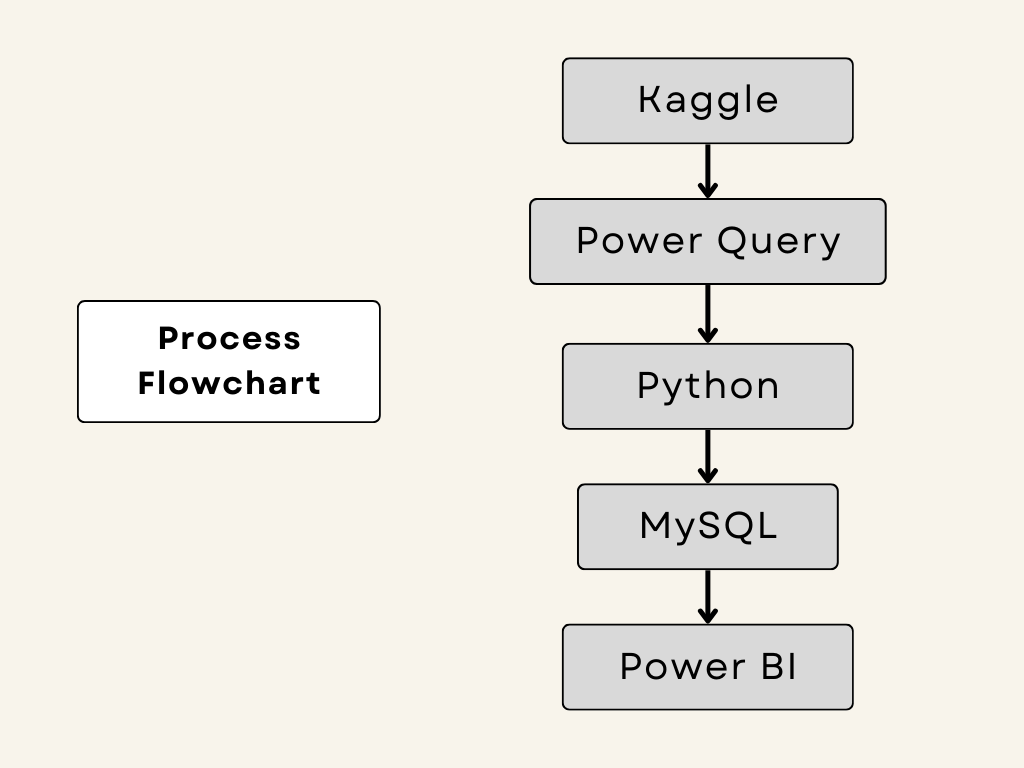 Process
Flowchart
Kaggle
Power Query
Python
MySQL
Power BI